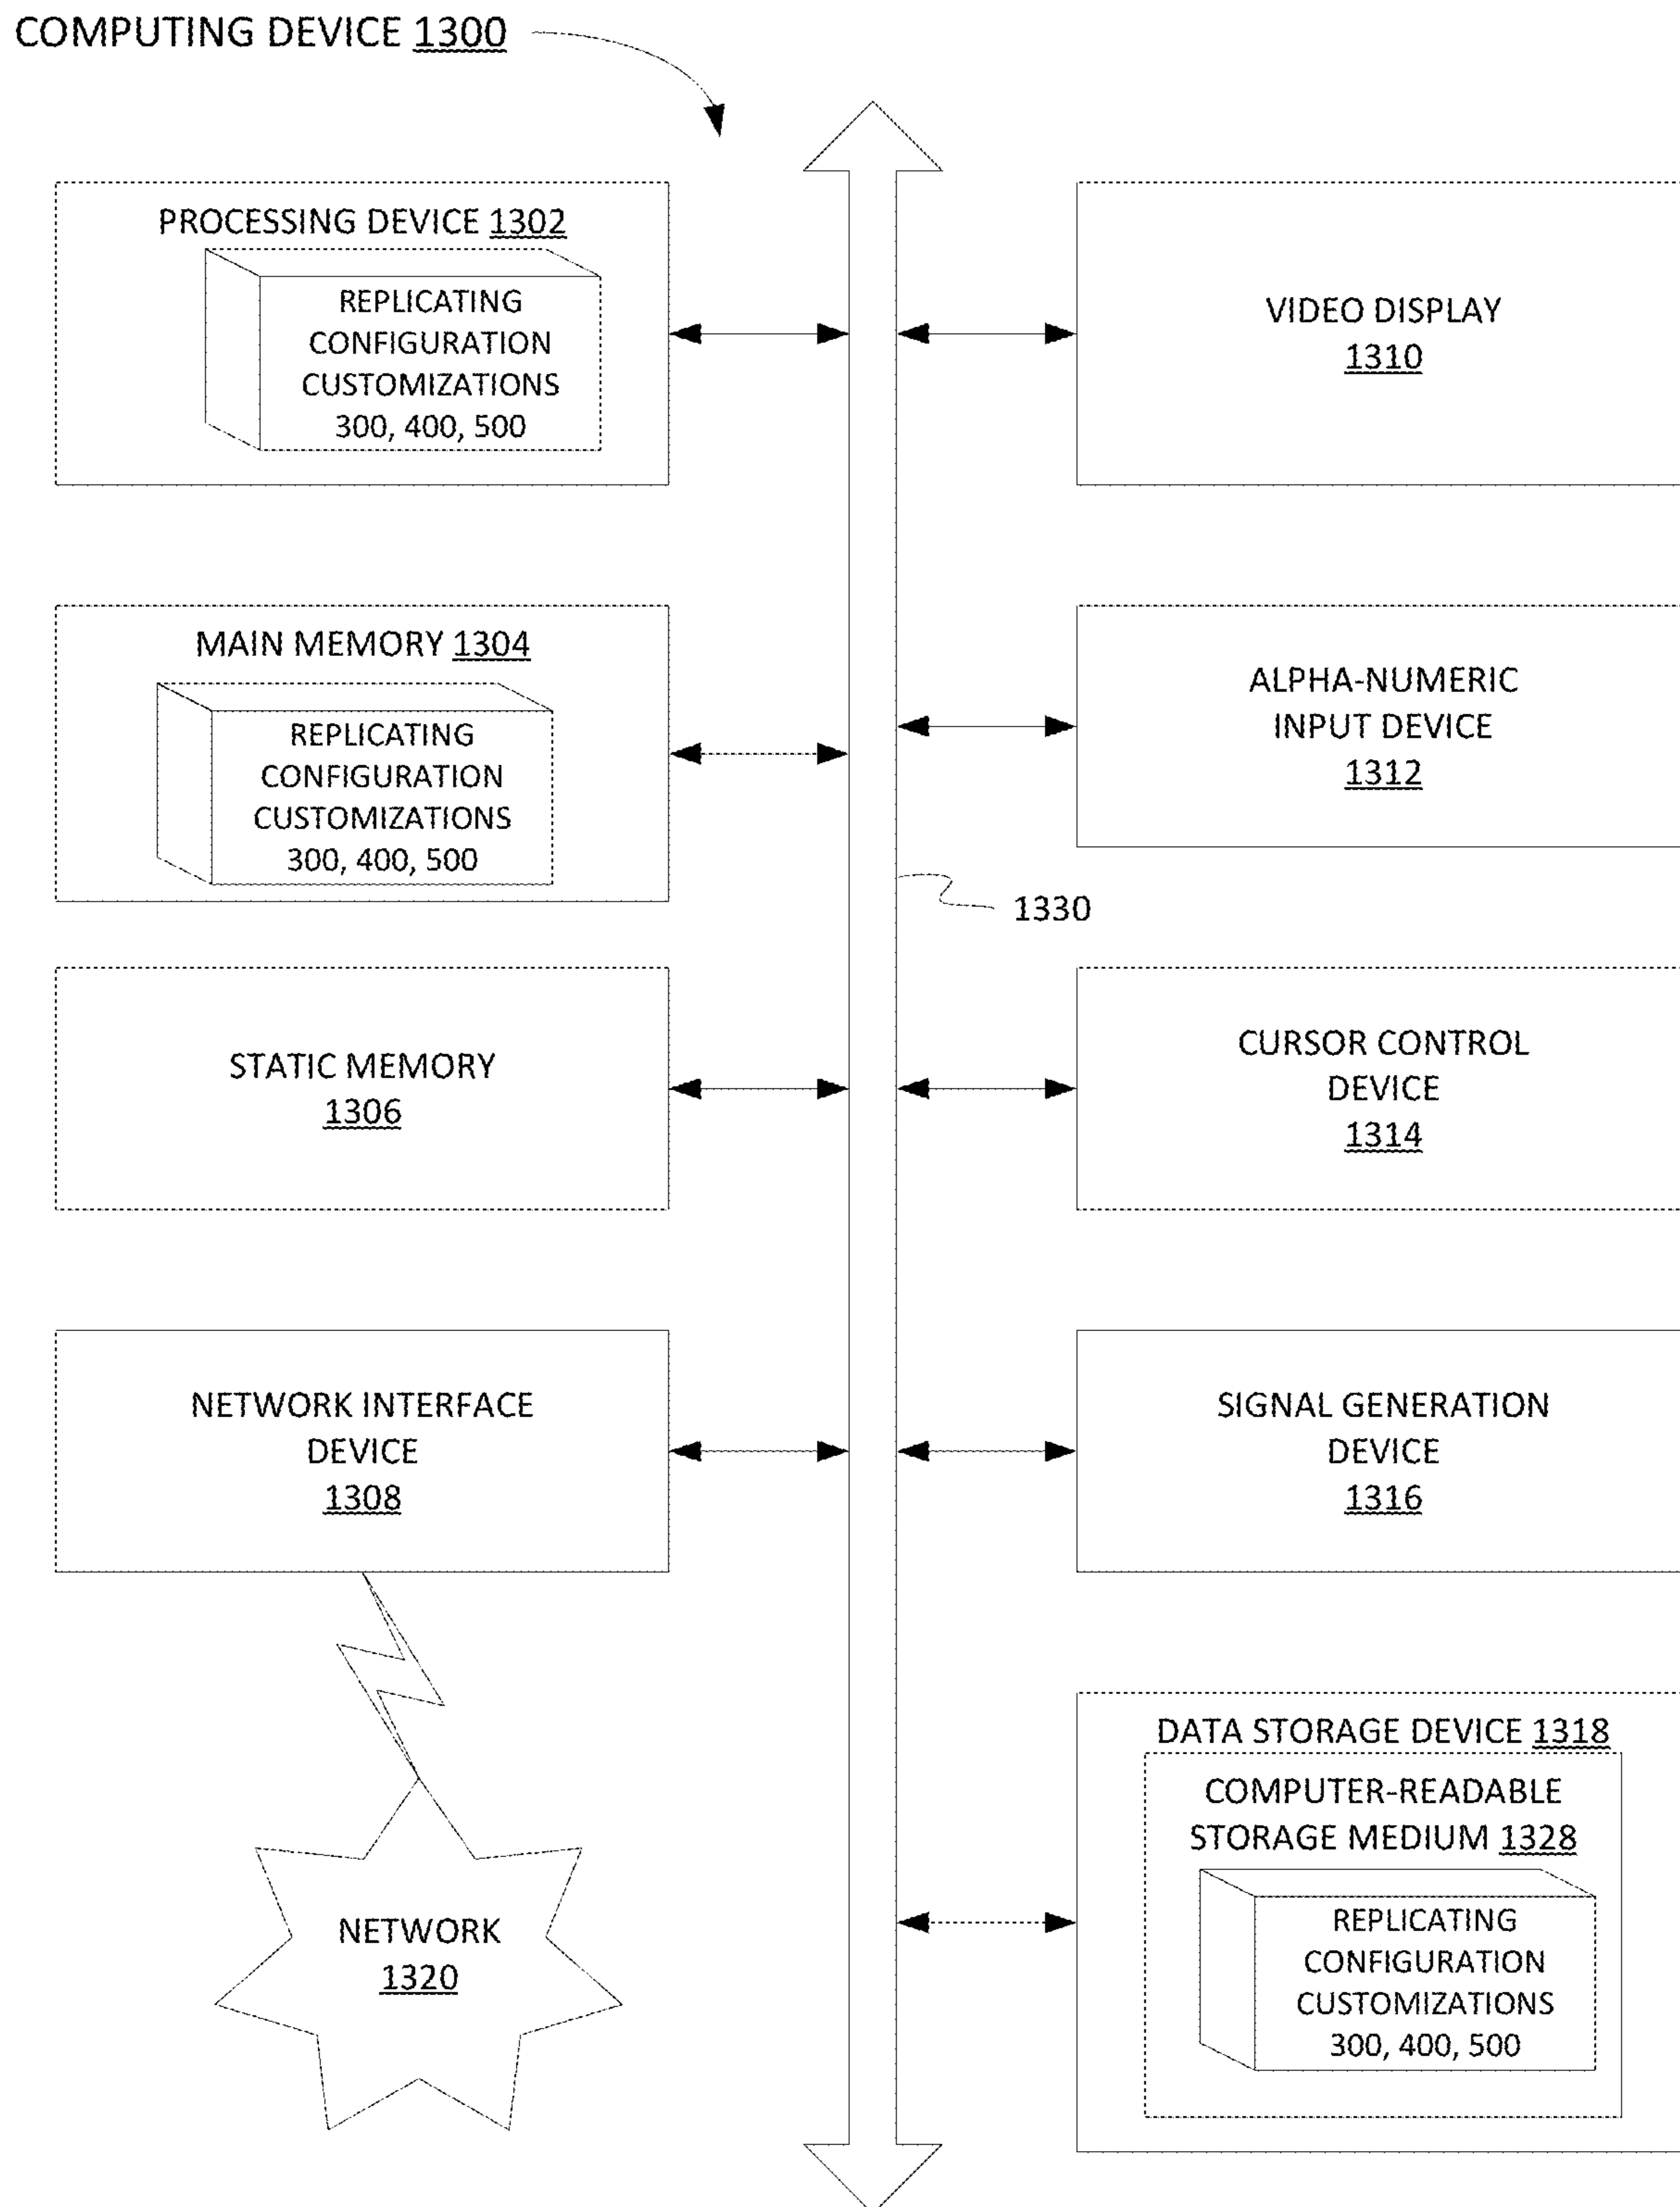 COMPUTING DEVICE 1300
PROCESSING DEVICE 1302
REPLICATING
CONFIGURATION
CUSTOMIZATIONS
300, 400, 500
MAIN MEMORY 1304
REPLICATING
CONFIGURATION
CUSTOMIZATIONS
300, 400, 500
STATIC MEMORY
1306
NETWORK INTERFACE
DEVICE
1308
NETWORK
1320
VIDEO DISPLAY
1310
ALPHA-NUMERIC
INPUT DEVICE
1312
1330
CURSOR CONTROL
DEVICE
1314
SIGNAL GENERATION
DEVICE
1316
DATA STORAGE DEVICE 1318
COMPUTER-READABLE
STORAGE MEDIUM 1328
REPLICATING
CONFIGURATION
CUSTOMIZATIONS
300, 400, 500